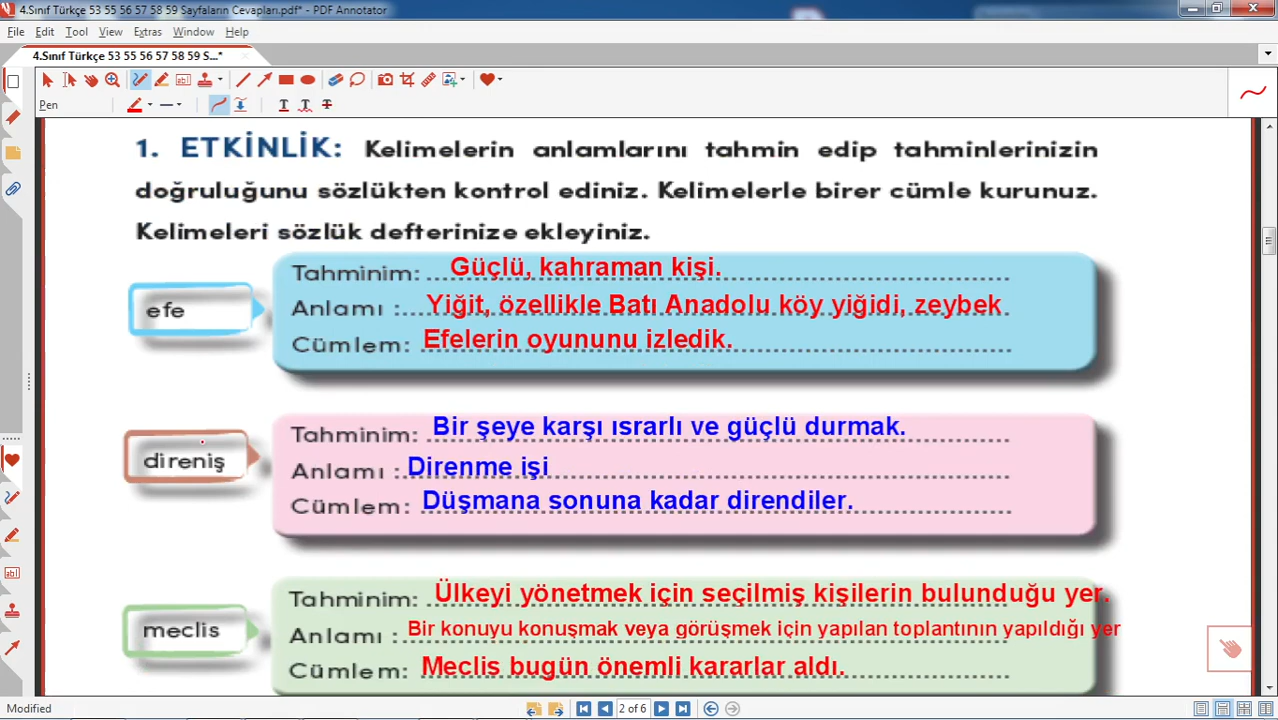 4.Sınıf Türkçe 53 55 56 57 58 59 Sayfaların Cevapları.pdf* - PDF Annotator
File Edit Tool View Extras Window Help
4.Sınıf Türkçe 53 55 56 57 58 59 S...*
Pen
1. ETKİNLİK: Kelimelerin anlamlarını tahmin edip tahminlerinizin
doğruluğunu sözlükten kontrol ediniz. Kelimelerle birer cümle kurunuz.
Kelimeleri sözlük defterinize ekleyiniz.
efe
Tahminim: Güçlü, kahraman kişi.
Anlamı : Yiğit, özellikle Batı Anadolu köy yiğidi, zeybek
Cümlem: Efelerin oyununu izledik.
direniş
Tahminim: Bir şeye karşı ısrarlı ve güçlü durmak.
Anlamı : Direnme işi
Cümlem: Düşmana sonuna kadar direndiler.
meclis
Tahminim: Ülkeyi yönetmek için seçilmiş kişilerin bulunduğu yer.
Anlamı : Bir konuyu konuşmak veya görüşmek için yapılan toplantının yapıldığı yer
Cümlem: Meclis bugün önemli kararlar aldı.
Modified
2 of 6